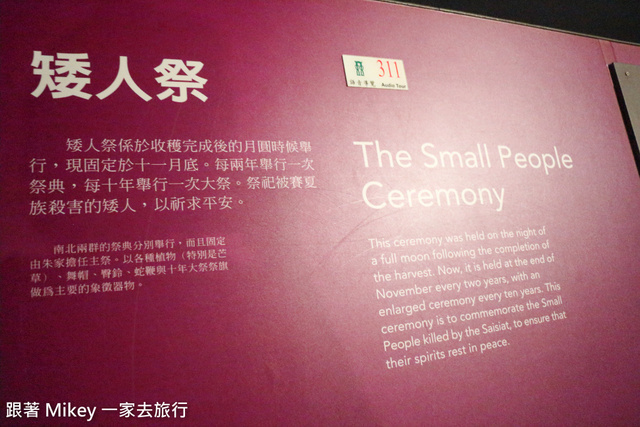 矮人祭
311
語音導覽 Audio Tour
矮人祭係於收穫完成後的月圓時候舉
行，現固定於十一月底。每兩年舉行一次
祭典，每十年舉行一次大祭。祭祀被賽夏
族殺害的矮人，以祈求平安。
南北兩群的祭典分別舉行，而且固定
由朱家擔任主祭。以各種植物（特別是芒
草）、舞帽、臀鈴、蛇鞭與十年大祭祭旗
做為主要的象徵器物。
The Small People
Ceremony
This ceremony was held on the night of
a full moon following the completion of
the harvest. Now, it is held at the end of
November every two years, with an
enlarged ceremony every ten years. This
ceremony is to commemorate the Small
People killed by the Saisiat, to ensure that
their spirits rest in peace.
跟著 Mikey 一家去旅行